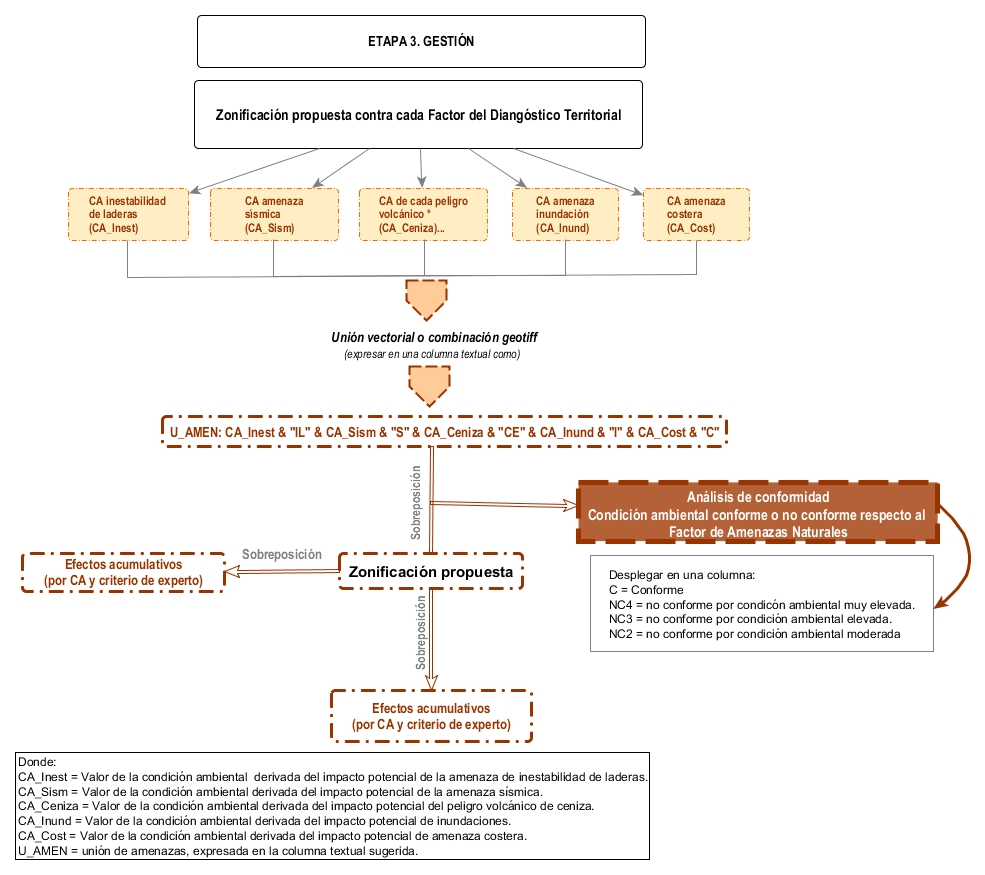 ETAPA 3. GESTIÓN
Zonificación propuesta contra cada Factor del Diangóstico Territorial
CA inestabilidad
de laderas
(CA_Inest)
CA amenaza
sísmica
(CA_Sism)
CA de cada peligro
volcánico *
(CA_Ceniza)...
CA amenaza
inundación
(CA_Inund)
CA amenaza
costera
(CA_Cost)
Unión vectorial o combinación geotiff
(expresar en una columna textual como)
U_AMEN: CA_Inest & "IL" & CA_Sism & "S" & CA_Ceniza & "CE" & CA_Inund & "I" & CA_Cost & "C"
Sobreposición
Análisis de conformidad
Condición ambiental conforme o no conforme respecto al
Factor de Amenazas Naturales
Sobreposición
Efectos acumulativos
(por CA y criterio de experto)
Zonificación propuesta
Desplegar en una columna:
C = Conforme
NC4 = no conforme por condicón ambiental muy elevada.
NC3 = no conforme por condición ambiental elevada.
NC2 = no conforme por condición ambiental moderada
Sobreposición
Efectos acumulativos
(por CA y criterio de experto)
Donde:
CA_Inest = Valor de la condición ambiental derivada del impacto potencial de la amenaza de inestabilidad de laderas.
CA_Sism = Valor de la condición ambiental derivada del impacto potencial de la amenaza sísmica.
CA_Ceniza = Valor de la condición ambiental derivada del impacto potencial del peligro volcánico de ceniza.
CA_Inund = Valor de la condición ambiental derivada del impacto potencial de inundaciones.
CA_Cost = Valor de la condición ambiental derivada del impacto potencial de amenaza costera.
U_AMEN = unión de amenazas, expresada en la columna textual sugerida.